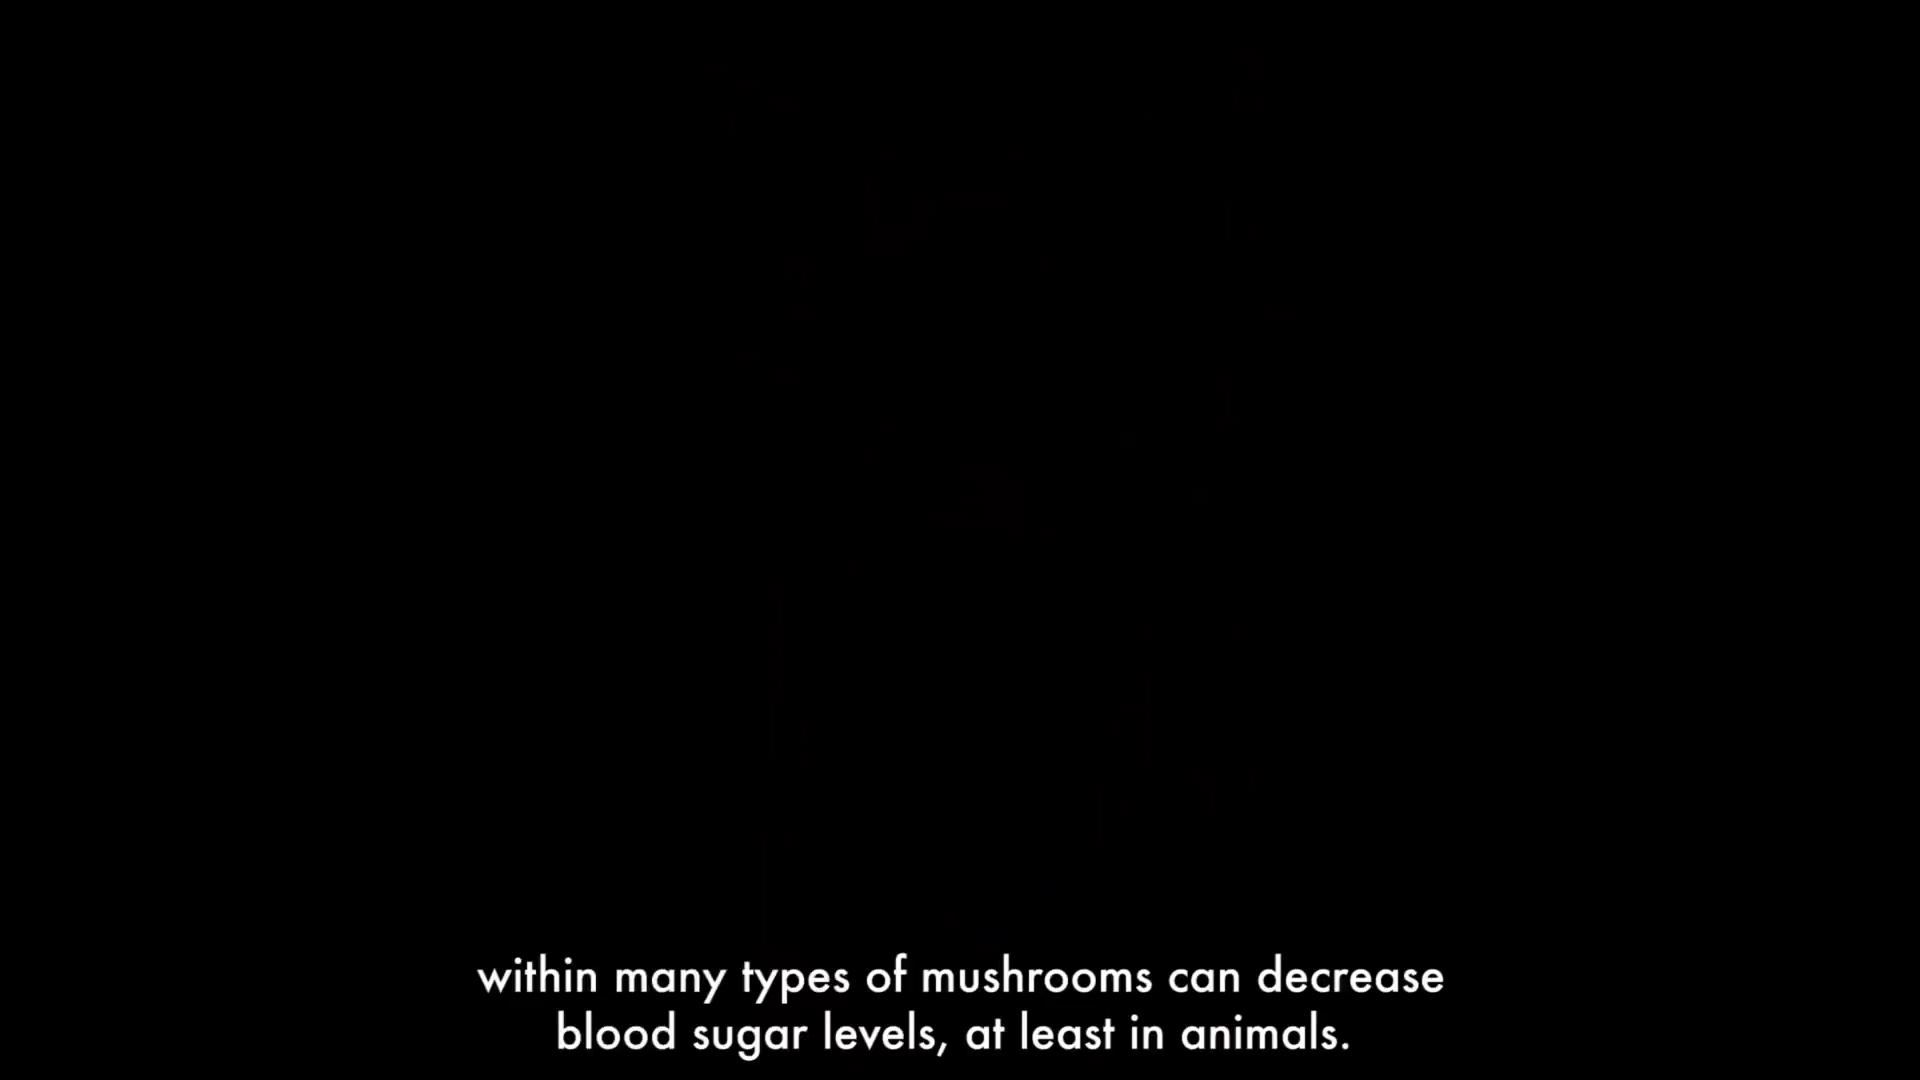 within many types of mushrooms can decrease
blood sugar levels, at least in animals.